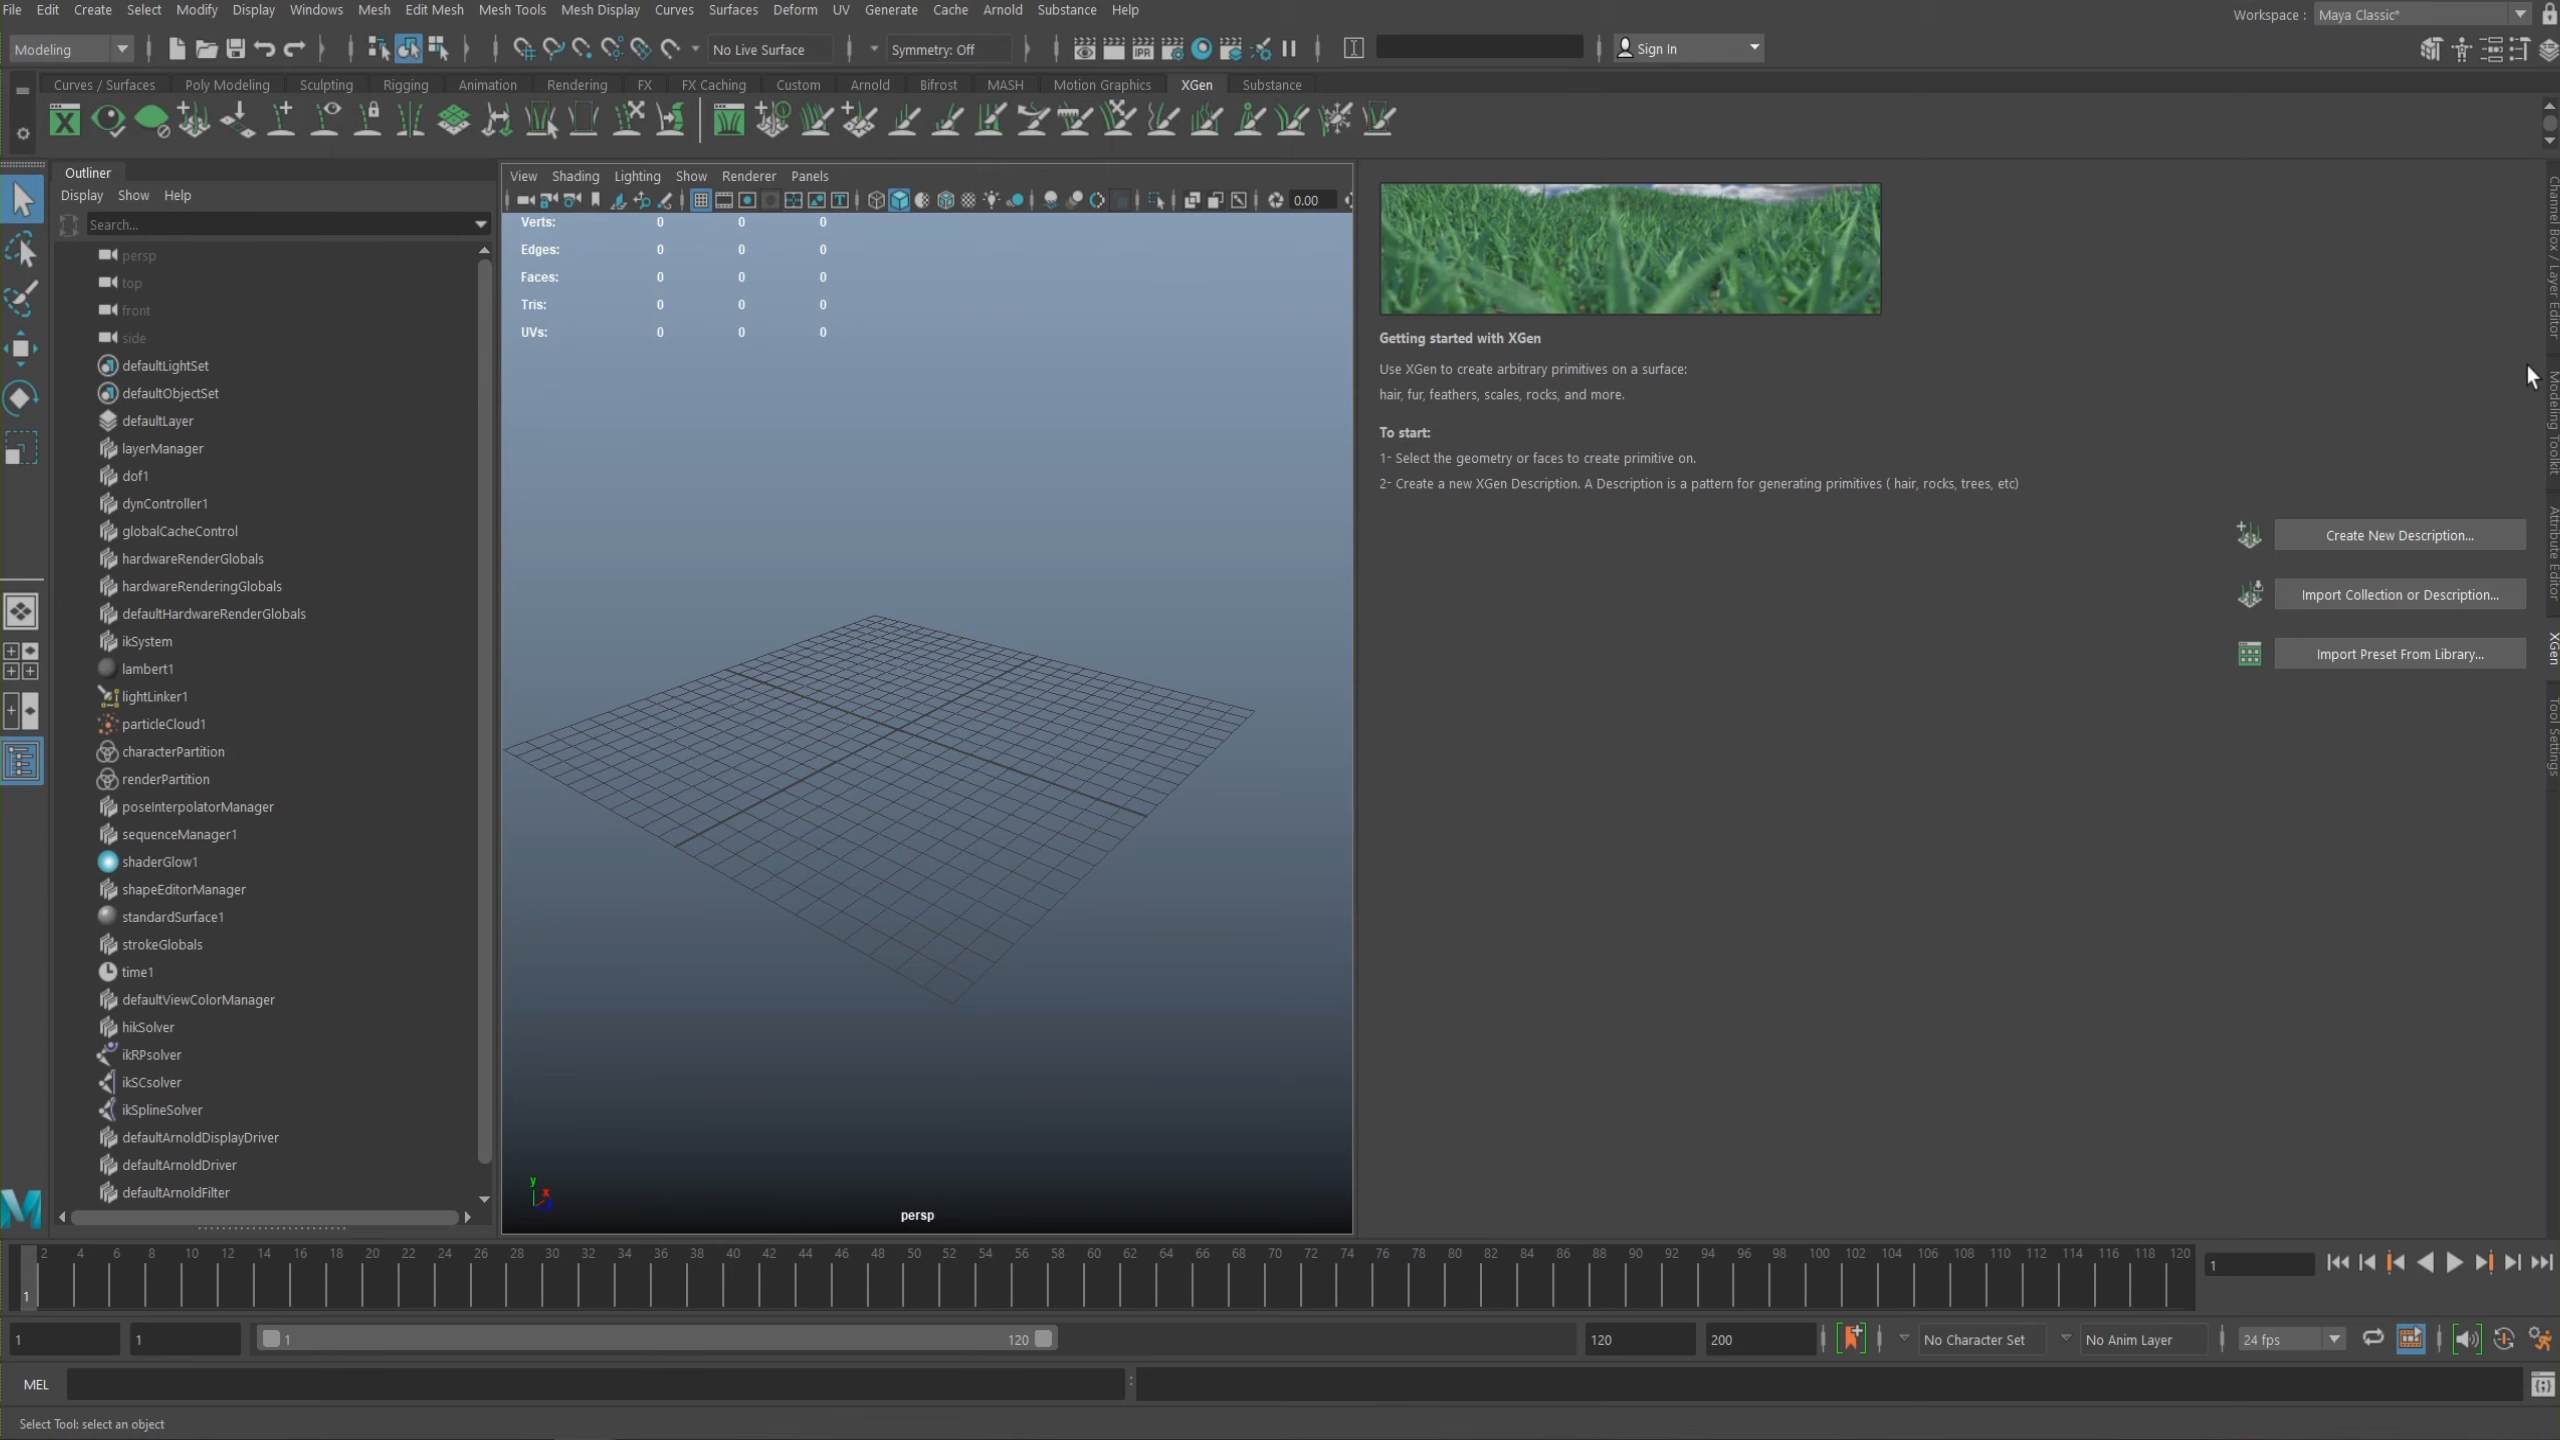 File Edit Create Select Modify Display Windows Mesh Edit Mesh Mesh Tools Mesh Display Curves Surfaces Deform UV Generate Cache Arnold Substance Help
Workspace : Maya Classic*
Modeling No Live Surface Symmetry: Off IPR Sign In
Curves / Surfaces Poly Modeling Sculpting Rigging Animation Rendering FX FX Caching Custom Arnold Bifrost MASH Motion Graphics XGen Substance
Outliner
Display Show Help
Search...
persp
top
front
side
defaultLightSet
defaultObjectSet
defaultLayer
layerManager
dof1
dynController1
globalCacheControl
hardwareRenderGlobals
hardwareRenderingGlobals
defaultHardwareRenderGlobals
ikSystem
lambert1
lightLinker1
particleCloud1
characterPartition
renderPartition
poseInterpolatorManager
sequenceManager1
shaderGlow1
shapeEditorManager
standardSurface1
strokeGlobals
time1
defaultViewColorManager
hikSolver
ikRPsolver
ikSCsolver
ikSplineSolver
defaultArnoldDisplayDriver
defaultArnoldDriver
defaultArnoldFilter
View Shading Lighting Show Renderer Panels
0.00
Verts: 0 0 0
Edges: 0 0 0
Faces: 0 0 0
Tris: 0 0 0
UVs: 0 0 0
y x
persp
Getting started with XGen
Use XGen to create arbitrary primitives on a surface:
hair, fur, feathers, scales, rocks, and more.
To start:
1- Select the geometry or faces to create primitive on.
2- Create a new XGen Description. A Description is a pattern for generating primitives ( hair, rocks, trees, etc)
Create New Description...
Import Collection or Description...
Import Preset From Library...
Channel Box / Layer Editor
Modeling Toolkit
Attribute Editor
XGen
Tool Settings
2 4 6 8 10 12 14 16 18 20 22 24 26 28 30 32 34 36 38 40 42 44 46 48 50 52 54 56 58 60 62 64 66 68 70 72 74 76 78 80 82 84 86 88 90 92 94 96 98 100 102 104 106 108 110 112 114 116 118 120
1
1
1 1 1 120 120 200 No Character Set No Anim Layer 24 fps
MEL
Select Tool: select an object